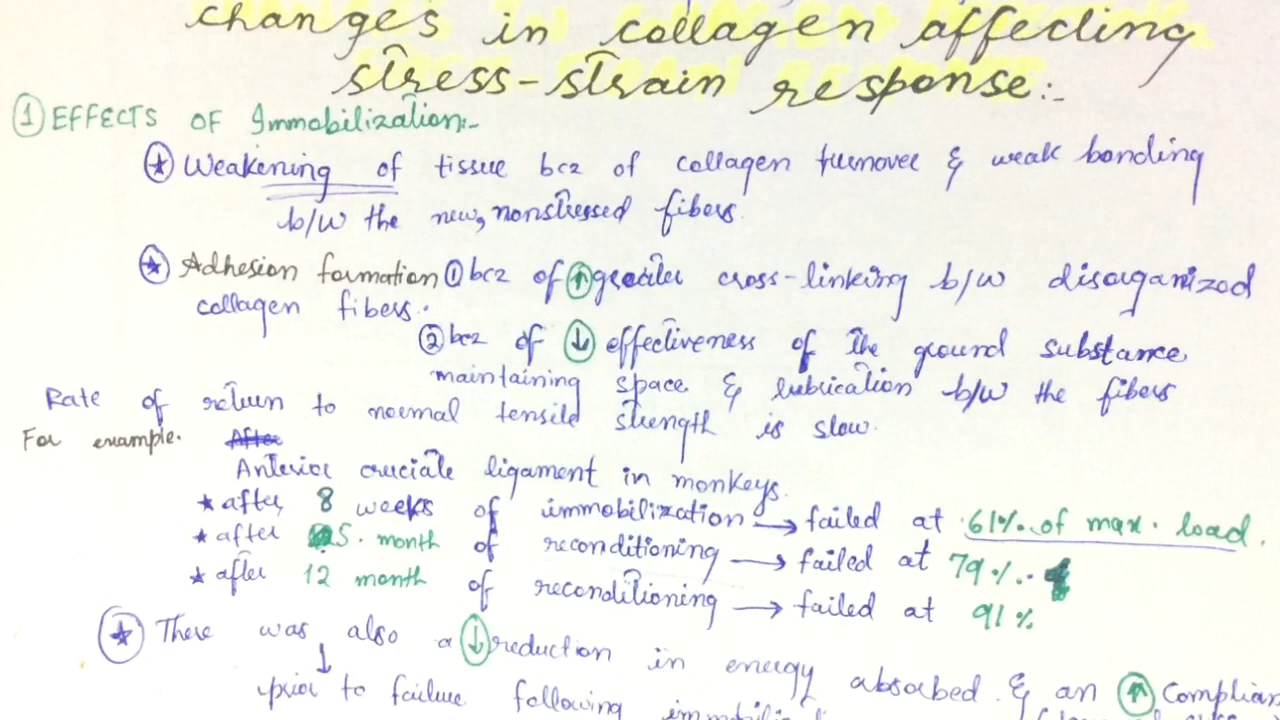 changes in collagen affecting
stress-strain response:-
① EFFECTS OF Immobilization:-
★ Weakening of tissue bcz of collagen turnover & weak bonding
b/w the new, nonstressed fibers.
★ Adhesion formation ① bcz of ↑ greater cross-linking b/w disorganized
collagen fibers.
② bcz of ↓ effectiveness of the ground substance
maintaining space & lubrication b/w the fibers
Rate of return to normal tensile strength is slow.
For example. After
Anterior cruciate ligament in monkeys.
★ after 8 weeks of immobilization → failed at 61% of max. load.
★ after 5 month of reconditioning → failed at 79%.
★ after 12 month of reconditioning → failed at 91%
★ There was also a ↓ reduction in energy absorbed & an ↑ Complian
↓ prior to failure following immobili